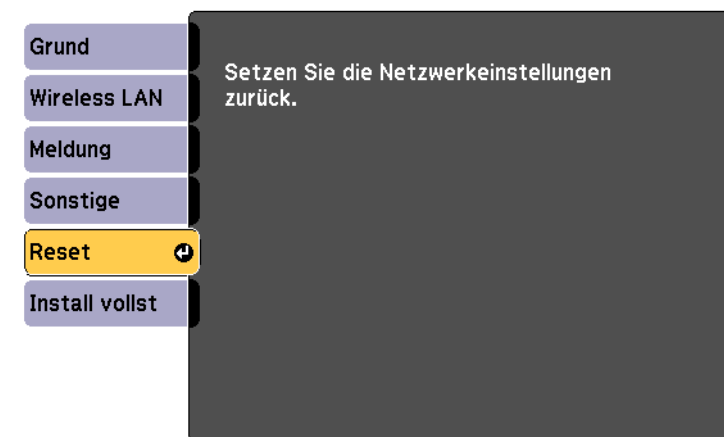 Grund
Wireless LAN
Meldung
Sonstige
Reset
Install vollst
Setzen Sie die Netzwerkeinstellungen
zurück.